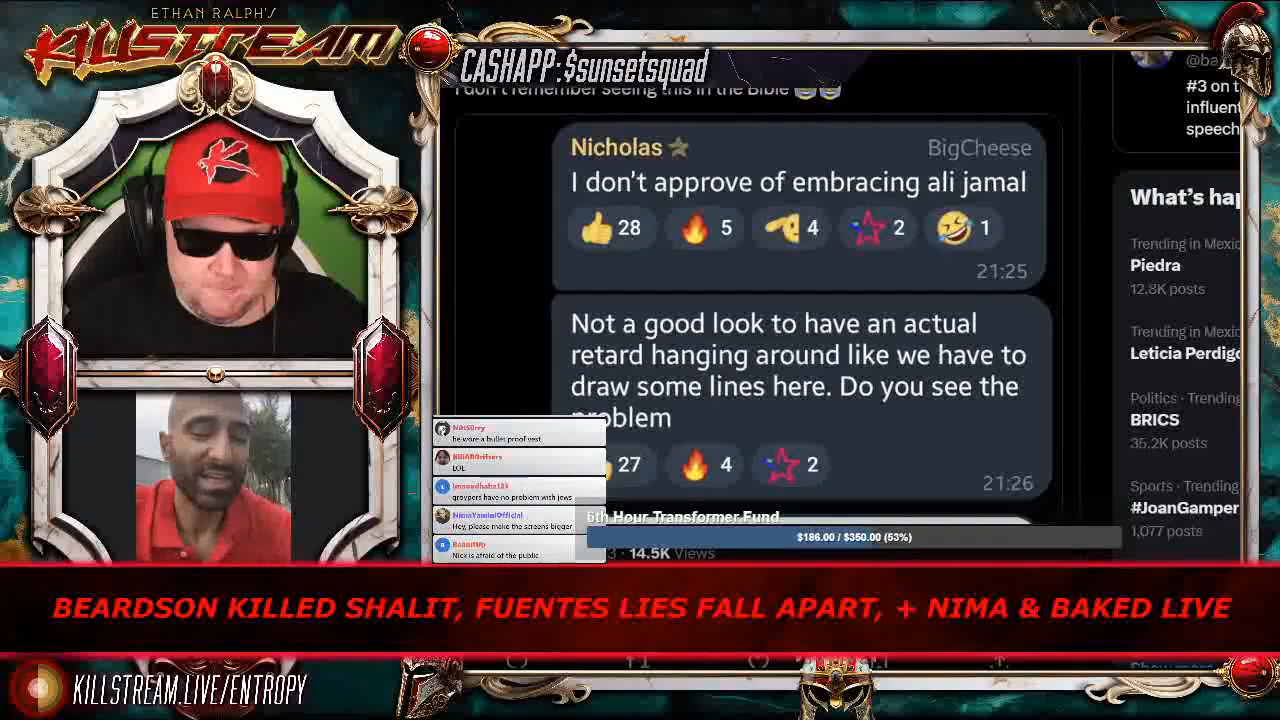 ETHAN RALPH'S
KILLSTREAM
CASHAPP:$sunsetsquad
I don't remember seeing this in the Bible 😂😂
Nicholas
BigCheese
I don't approve of embracing ali jamal
28
5
4
2
1
21:25
Not a good look to have an actual
retard hanging around like we have to
draw some lines here. Do you see the
problem
27
4
2
21:26
14.5K Views
#3 on t
influent
speech
What's hap
Trending in Mexic
Piedra
12.8K posts
Trending in Mexic
Leticia Perdigo
Politics · Trending
BRICS
35.2K posts
Sports · Trending
#JoanGamper
1,077 posts
he wore a bullet proof vest
LOL
groypers have no problem with jews
NimaYaminiOfficial
Hey, please make the screens bigger
BeastUp
Nick is afraid of the public
6th Hour Transformer Fund
$186.00 / $350.00 (53%)
BEARDSON KILLED SHALIT, FUENTES LIES FALL APART, + NIMA & BAKED LIVE
KILLSTREAM.LIVE/ENTROPY